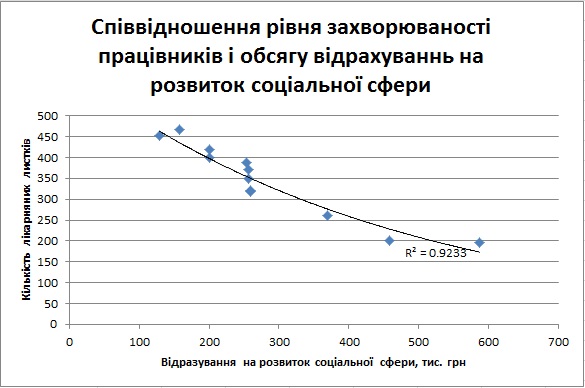 Співвідношення рівня захворюваності
працівників і обсягу відрахуваннь на
розвиток соціальної сфери
Кількість лікарняних листків
500
450
400
350
300
250
200
150
100
50
0
R² = 0.9233
0 100 200 300 400 500 600 700
Відразування на розвиток соціальної сфери, тис. грн